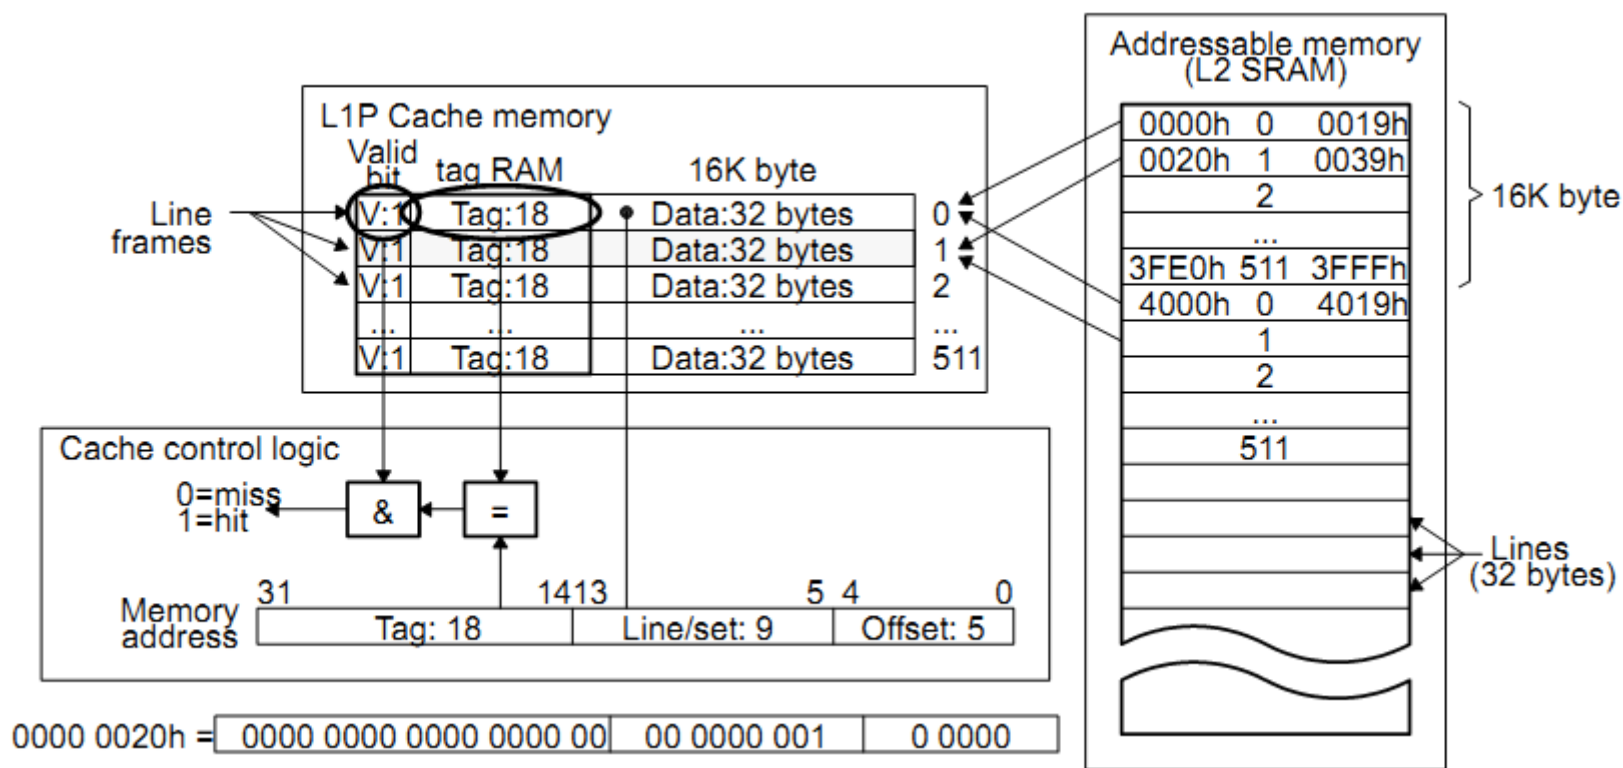 Addressable memory
(L2 SRAM)
L1P Cache memory
Valid
bit
tag RAM
16K byte
0000h 0 0019h
0020h 1 0039h
2
...
3FE0h 511 3FFFh
4000h 0 4019h
1
2
...
511
16K byte
Line
frames
V:1 Tag:18 Data:32 bytes 0
V:1 Tag:18 Data:32 bytes 1
V:1 Tag:18 Data:32 bytes 2
... ... ... ...
V:1 Tag:18 Data:32 bytes 511
Cache control logic
0=miss
1=hit
& =
Lines
(32 bytes)
31 14 13 5 4 0
Memory
address
Tag: 18 Line/set: 9 Offset: 5
0000 0020h = 0000 0000 0000 0000 00 00 0000 001 0 0000